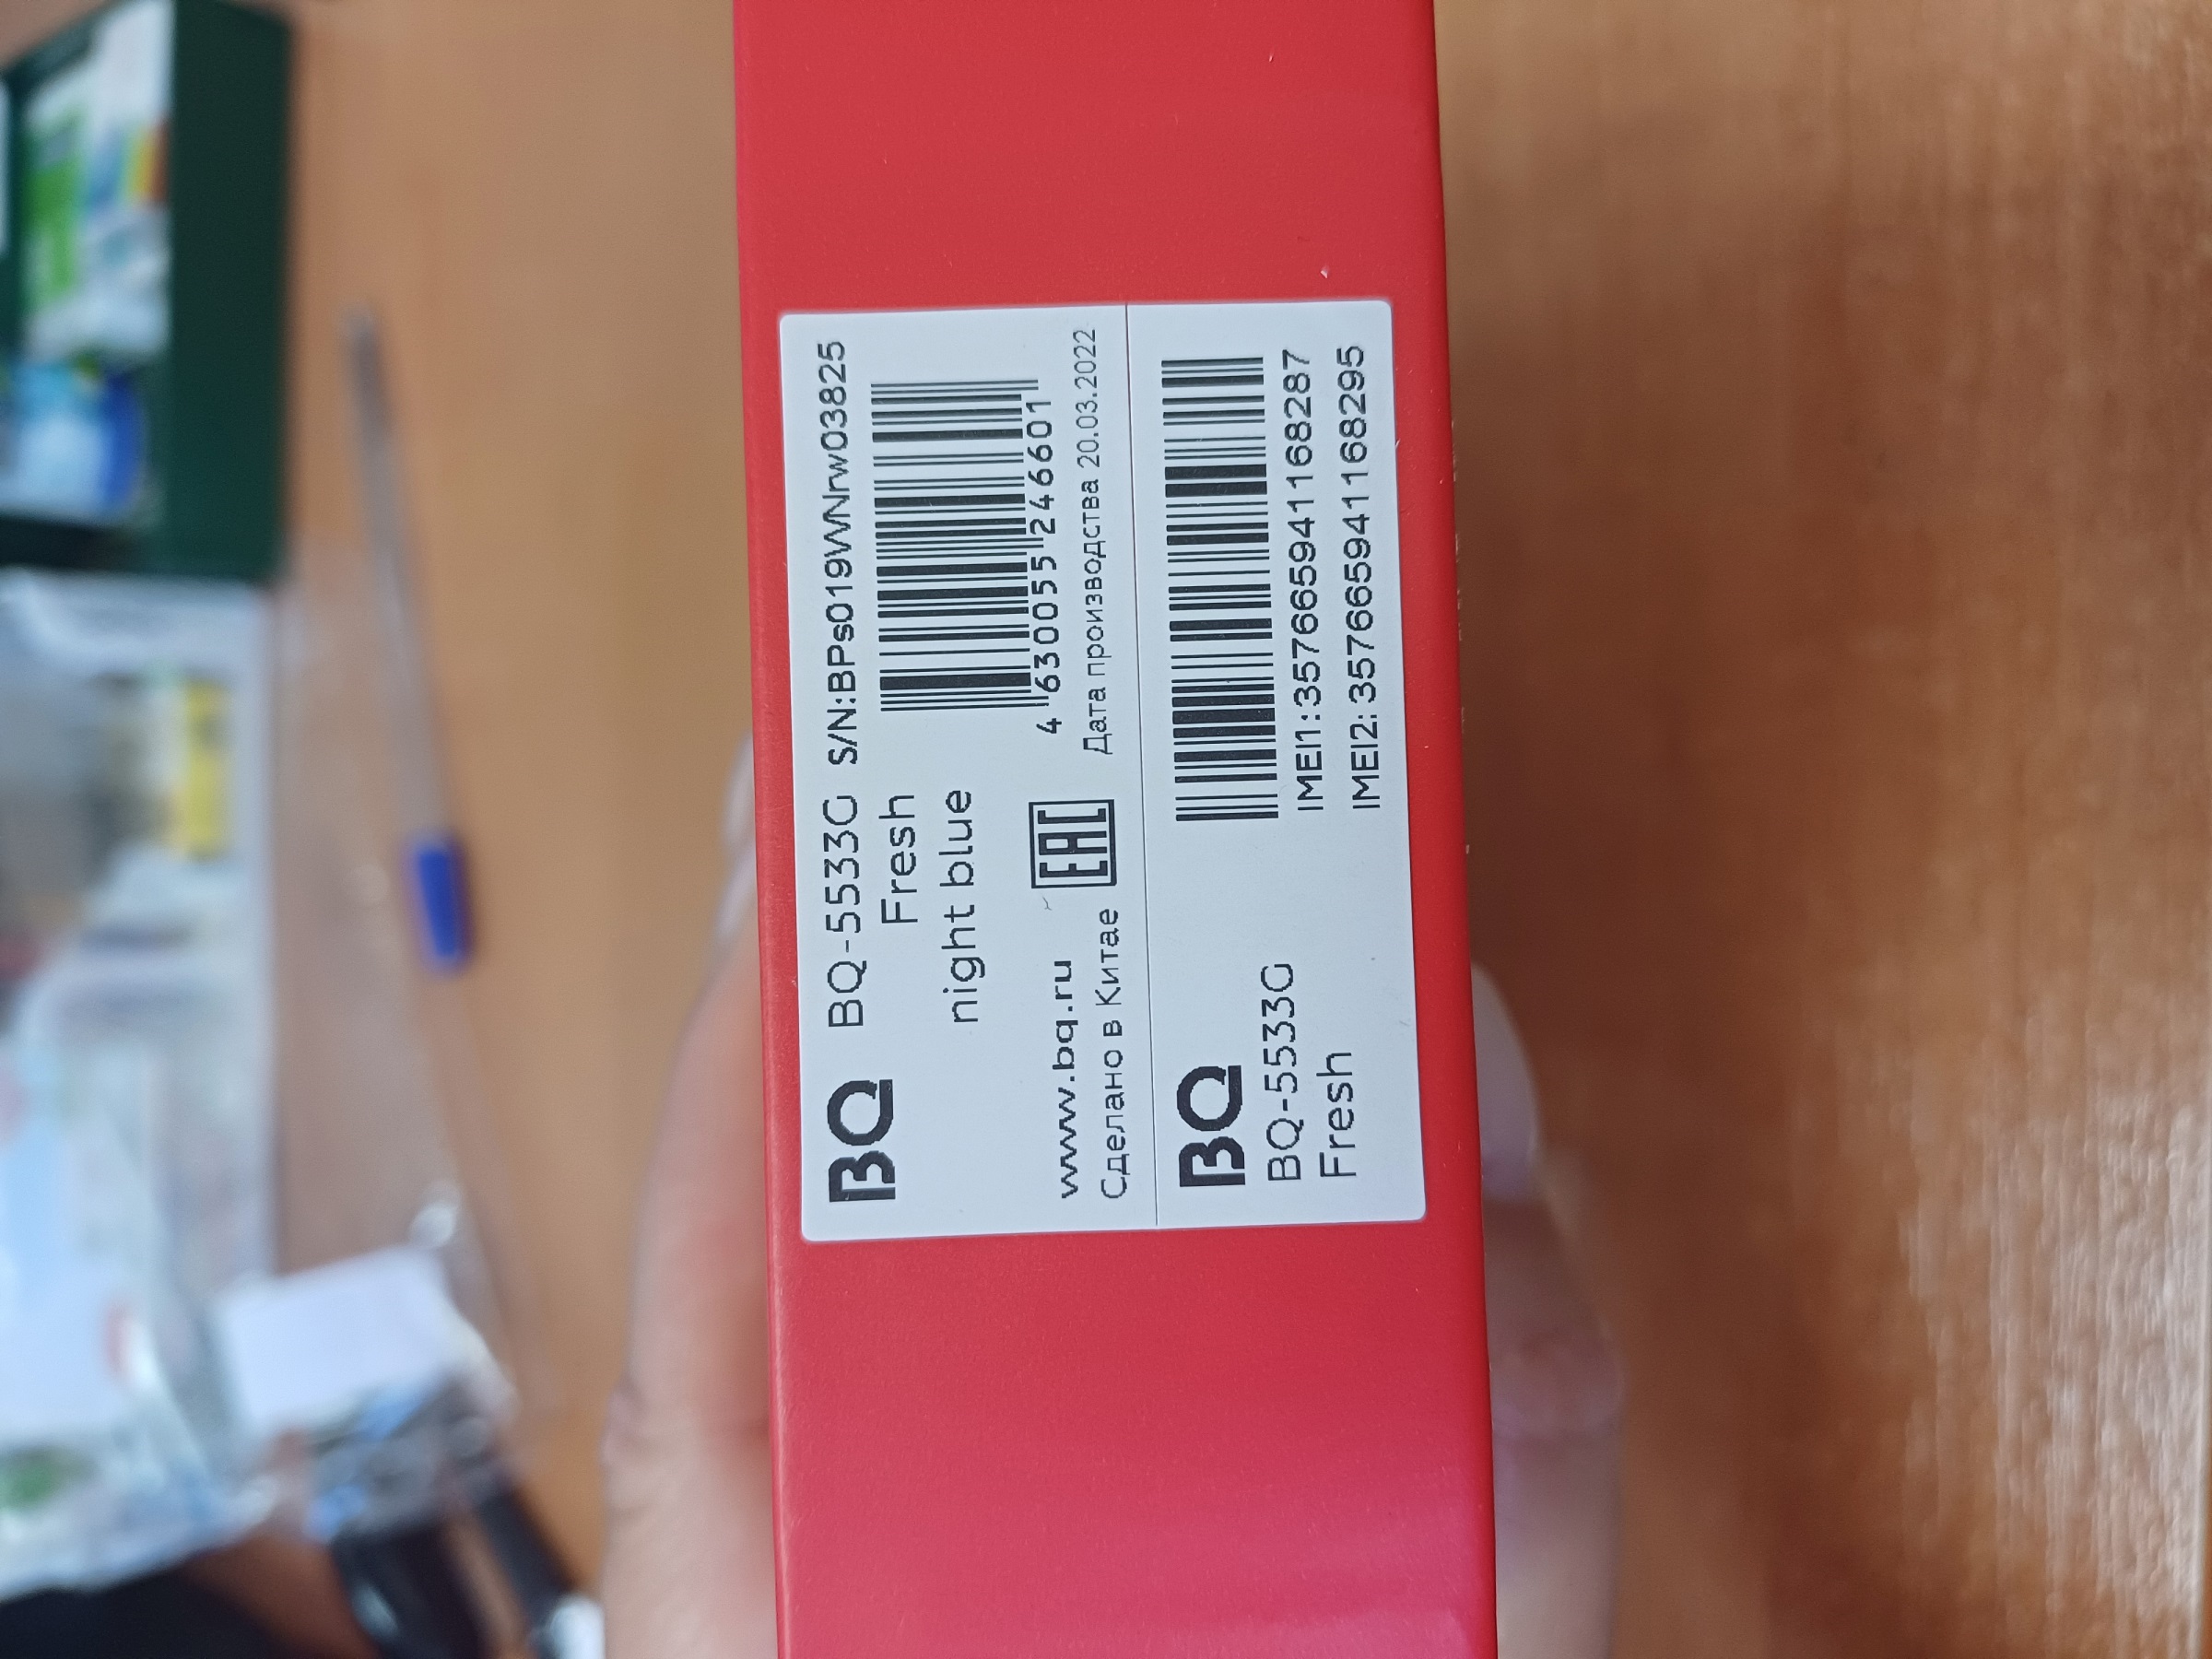 BQ BQ-5533G S/N:BPs019WNrw03825
Fresh
night blue
4 630055 246601
www.bq.ru
Сделано в Китае EAC Дата производства 20.03.2022
BQ
BQ-5533G
Fresh
IMEI1:357665941168287
IMEI2: 357665941168295